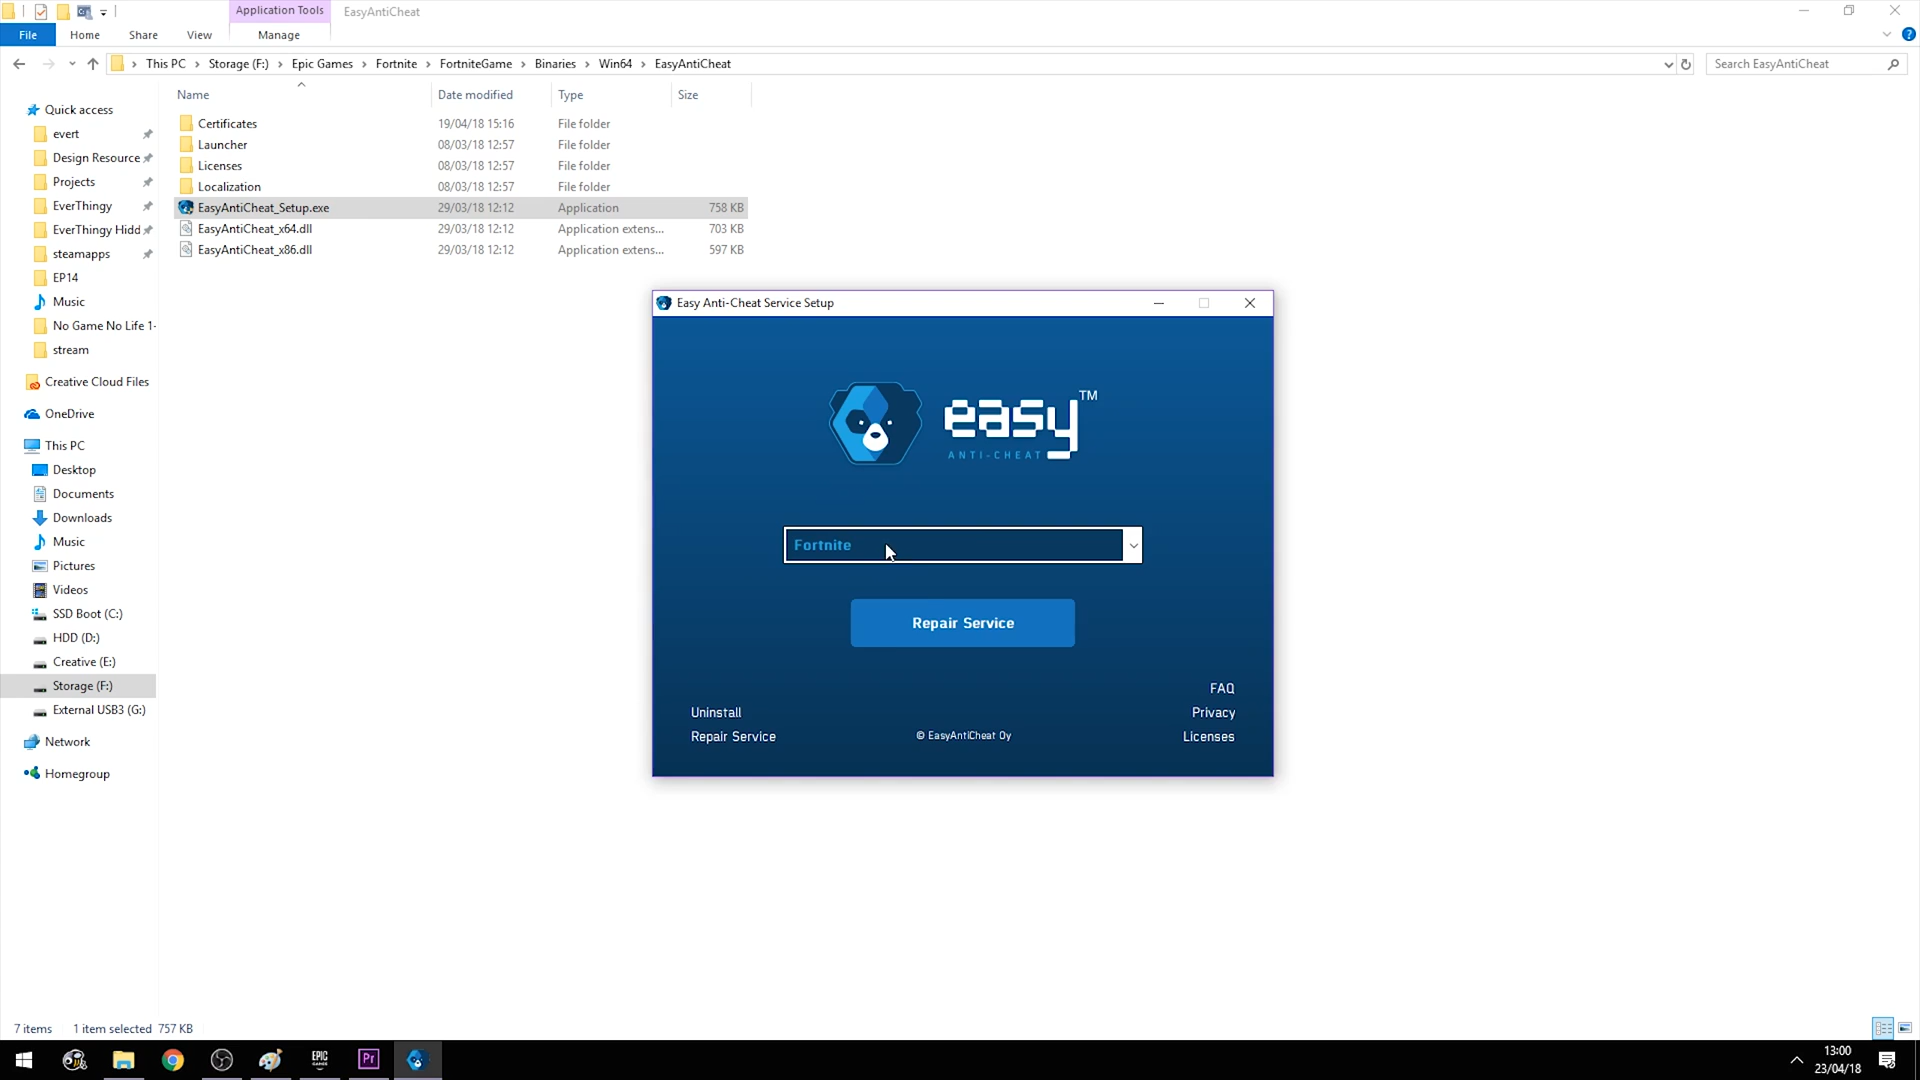 Application Tools EasyAntiCheat
File Home Share View Manage
This PC Storage (F:) Epic Games Fortnite FortniteGame Binaries Win64 EasyAntiCheat Search EasyAntiCheat
Name Date modified Type Size
Quick access
evert
Design Resource
Projects
EverThingy
EverThingy Hidd
steamapps
EP14
Music
No Game No Life 1-
stream
Creative Cloud Files
OneDrive
This PC
Desktop
Documents
Downloads
Music
Pictures
Videos
SSD Boot (C:)
HDD (D:)
Creative (E:)
Storage (F:)
External USB3 (G:)
Network
Homegroup
Certificates 19/04/18 15:16 File folder
Launcher 08/03/18 12:57 File folder
Licenses 08/03/18 12:57 File folder
Localization 08/03/18 12:57 File folder
EasyAntiCheat_Setup.exe 29/03/18 12:12 Application 758 KB
EasyAntiCheat_x64.dll 29/03/18 12:12 Application extens... 703 KB
EasyAntiCheat_x86.dll 29/03/18 12:12 Application extens... 597 KB
Easy Anti-Cheat Service Setup
easy TM
ANTI-CHEAT
Fortnite
Repair Service
FAQ
Uninstall Privacy
Repair Service © EasyAntiCheat Oy Licenses
7 items 1 item selected 757 KB
EPIC GAMES Pr
13:00
23/04/18